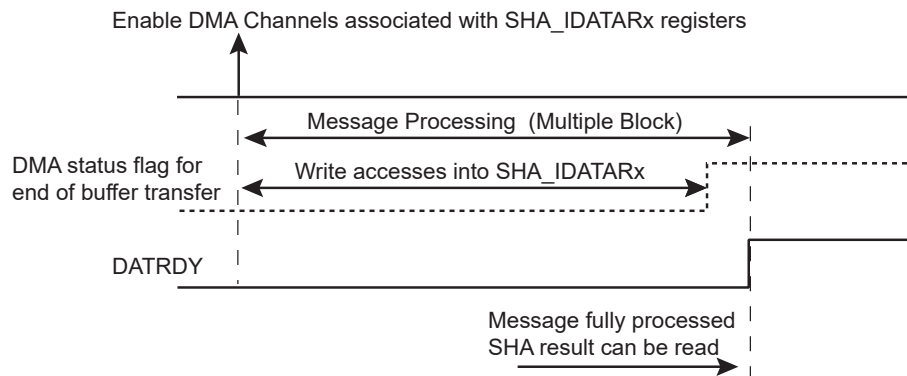 Enable DMA Channels associated with SHA_IDATARx registers
Message Processing (Multiple Block)
DMA status flag for
end of buffer transfer
Write accesses into SHA_IDATARx
DATRDY
Message fully processed
SHA result can be read